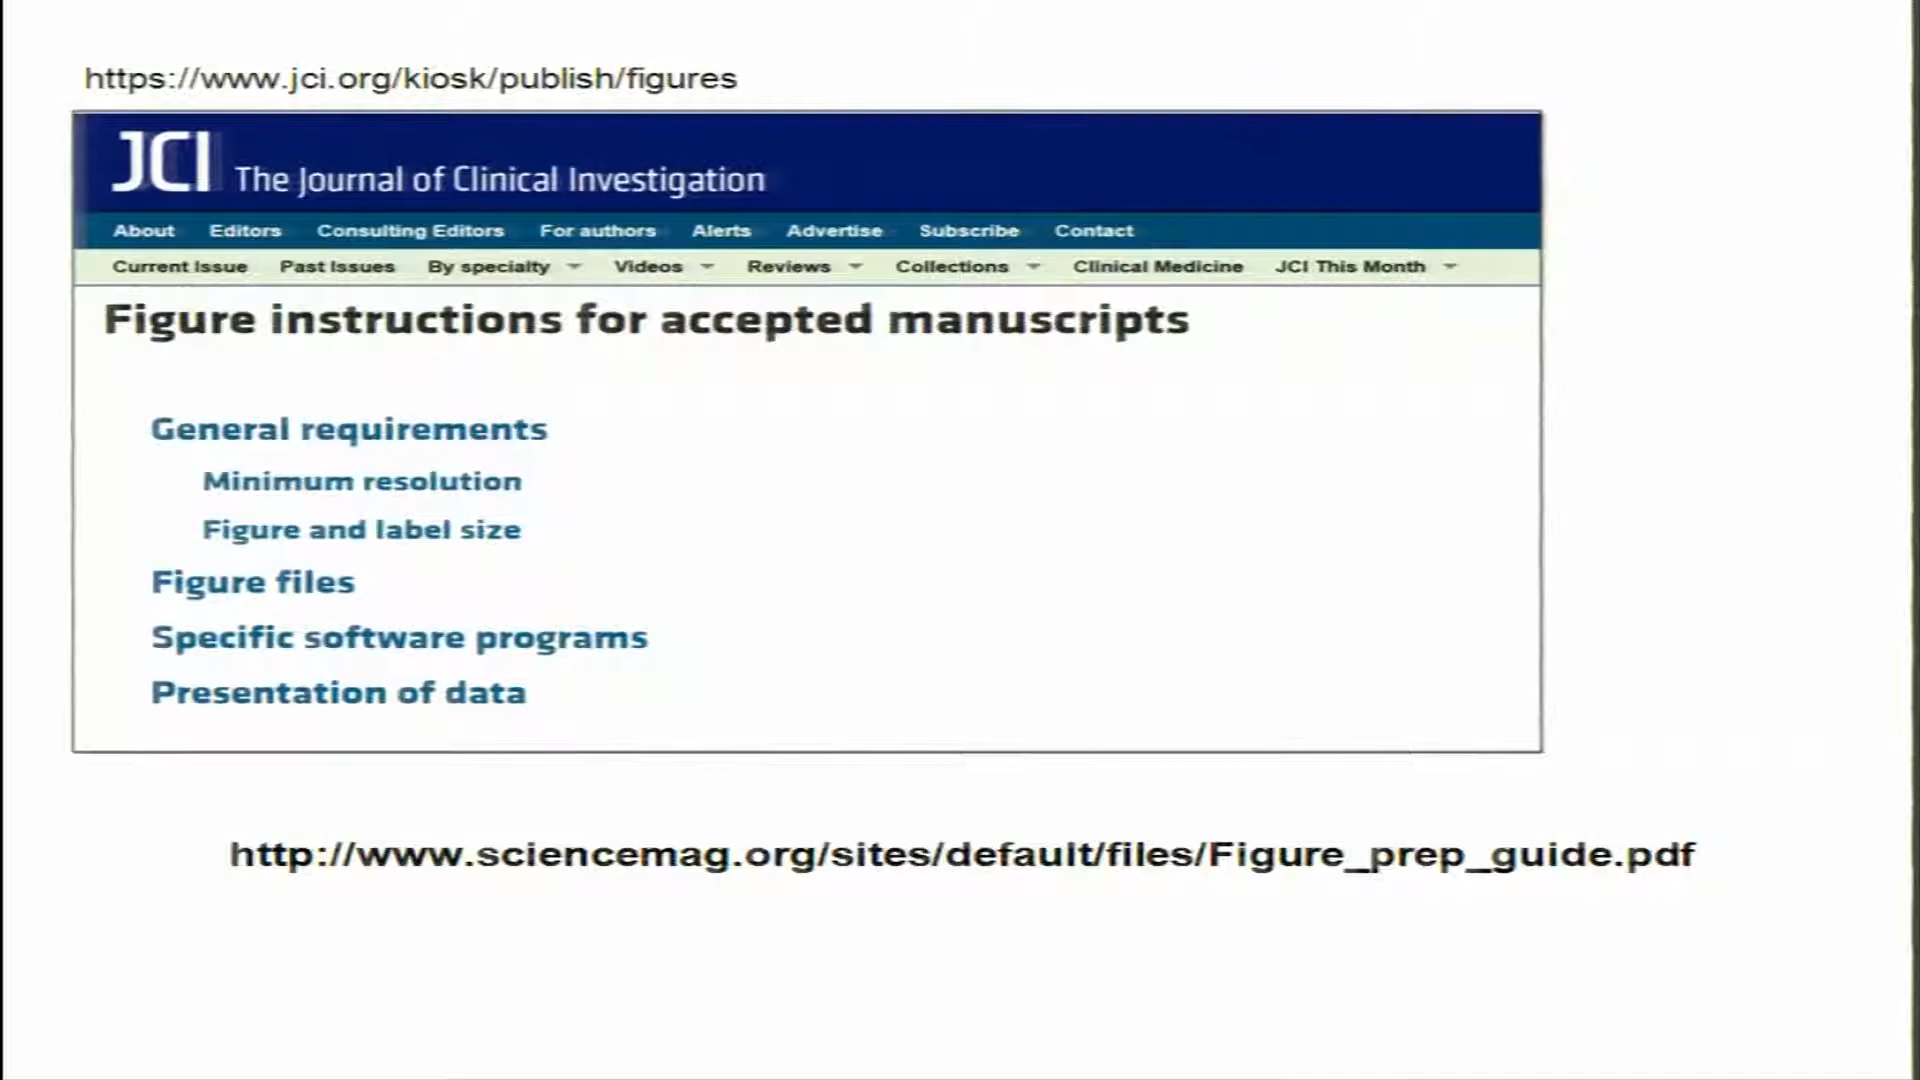 https://www.jci.org/kiosk/publish/figures
JCI The Journal of Clinical Investigation
About Editors Consulting Editors For authors Alerts Advertise Subscribe Contact
Current Issue Past Issues By specialty Videos Reviews Collections Clinical Medicine JCI This Month
Figure instructions for accepted manuscripts
General requirements
Minimum resolution
Figure and label size
Figure files
Specific software programs
Presentation of data
http://www.sciencemag.org/sites/default/files/Figure_prep_guide.pdf